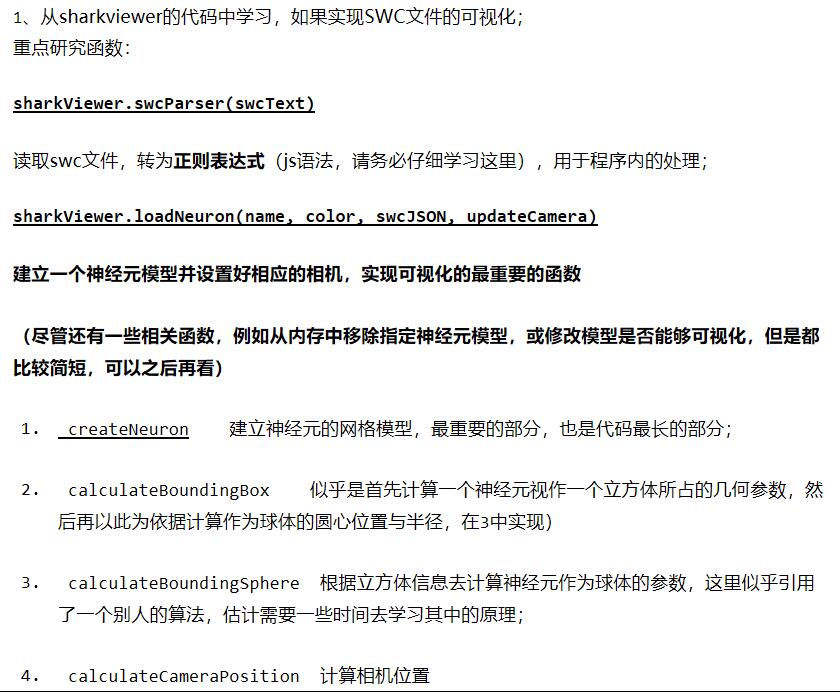 1、从sharkviewer的代码中学习，如果实现SWC文件的可视化；
重点研究函数：
sharkViewer.swcParser(swcText)
读取swc文件，转为正则表达式（js语法，请务必仔细学习这里），用于程序内的处理；
sharkViewer.loadNeuron(name, color, swcJSON, updateCamera)
建立一个神经元模型并设置好相应的相机，实现可视化的最重要的函数
（尽管还有一些相关函数，例如从内存中移除指定神经元模型，或修改模型是否能够可视化，但是都
比较简短，可以之后再看）
1. createNeuron 建立神经元的网格模型，最重要的部分，也是代码最长的部分；
2. calculateBoundingBox 似乎是首先计算一个神经元视作一个立方体所占的几何参数，然
后再以此为依据计算作为球体的圆心位置与半径，在3中实现）
3. calculateBoundingSphere 根据立方体信息去计算神经元作为球体的参数，这里似乎引用
了一个别人的算法，估计需要一些时间去学习其中的原理；
4. calculateCameraPosition 计算相机位置